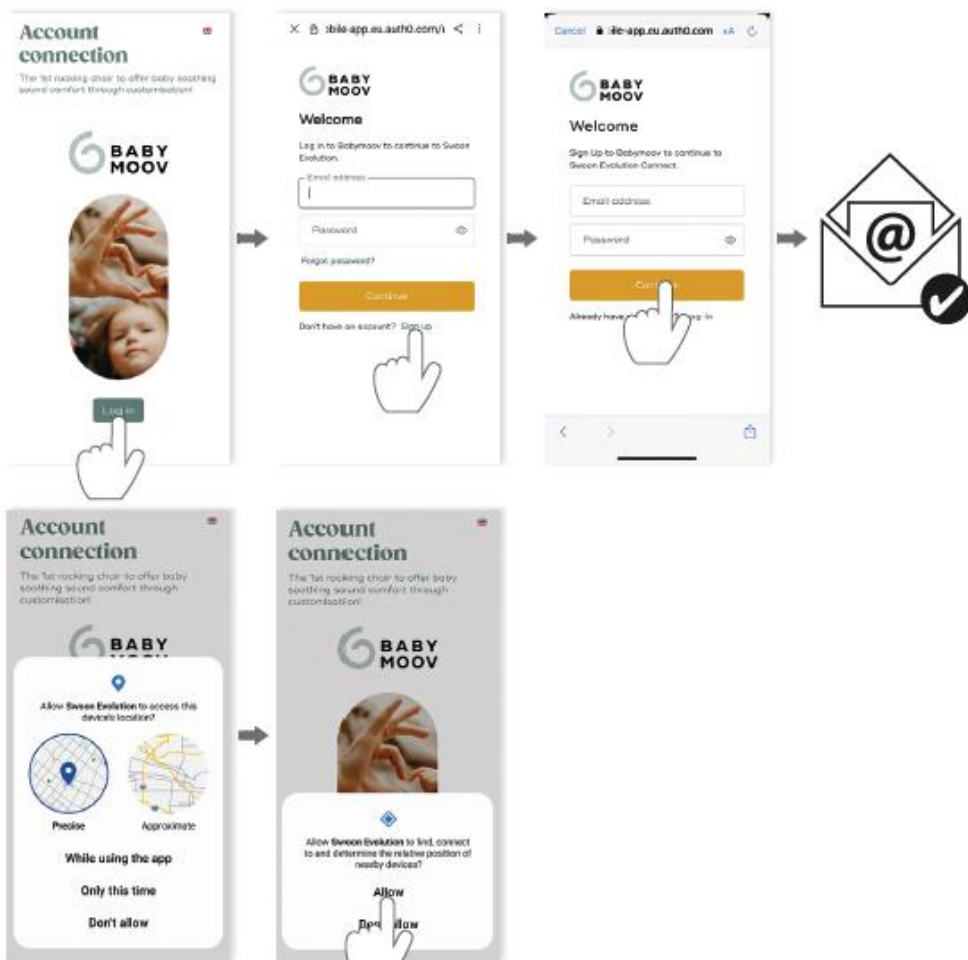 Account
connection
The 1st rocking chair to offer baby soothing
sound comfort through customisation!
BABY
MOOV
Log in
bile-app.eu.auth0.com/
BABY
MOOV
Welcome
Log in to Babymoov to continue to Swoon
Evolution.
Email address
Password
Forgot password?
Continue
Don't have an account? Sign up
Cancel
ile-app.eu.auth0.com
AA
BABY
MOOV
Welcome
Sign Up to Babymoov to continue to
Swoon Evolution Connect.
Email address
Password
Already have
Log in
@
Account
connection
The 1st rocking chair to offer baby
soothing sound comfort through
customisation!
BABY
MOOV
Allow Swoon Evolution to access this
device's location?
Precise
Approximate
While using the app
Only this time
Don't allow
Account
connection
The 1st rocking chair to offer baby
soothing sound comfort through
customisation!
BABY
MOOV
Allow Swoon Evolution to find, connect
to and determine the relative position of
nearby devices?
Allow